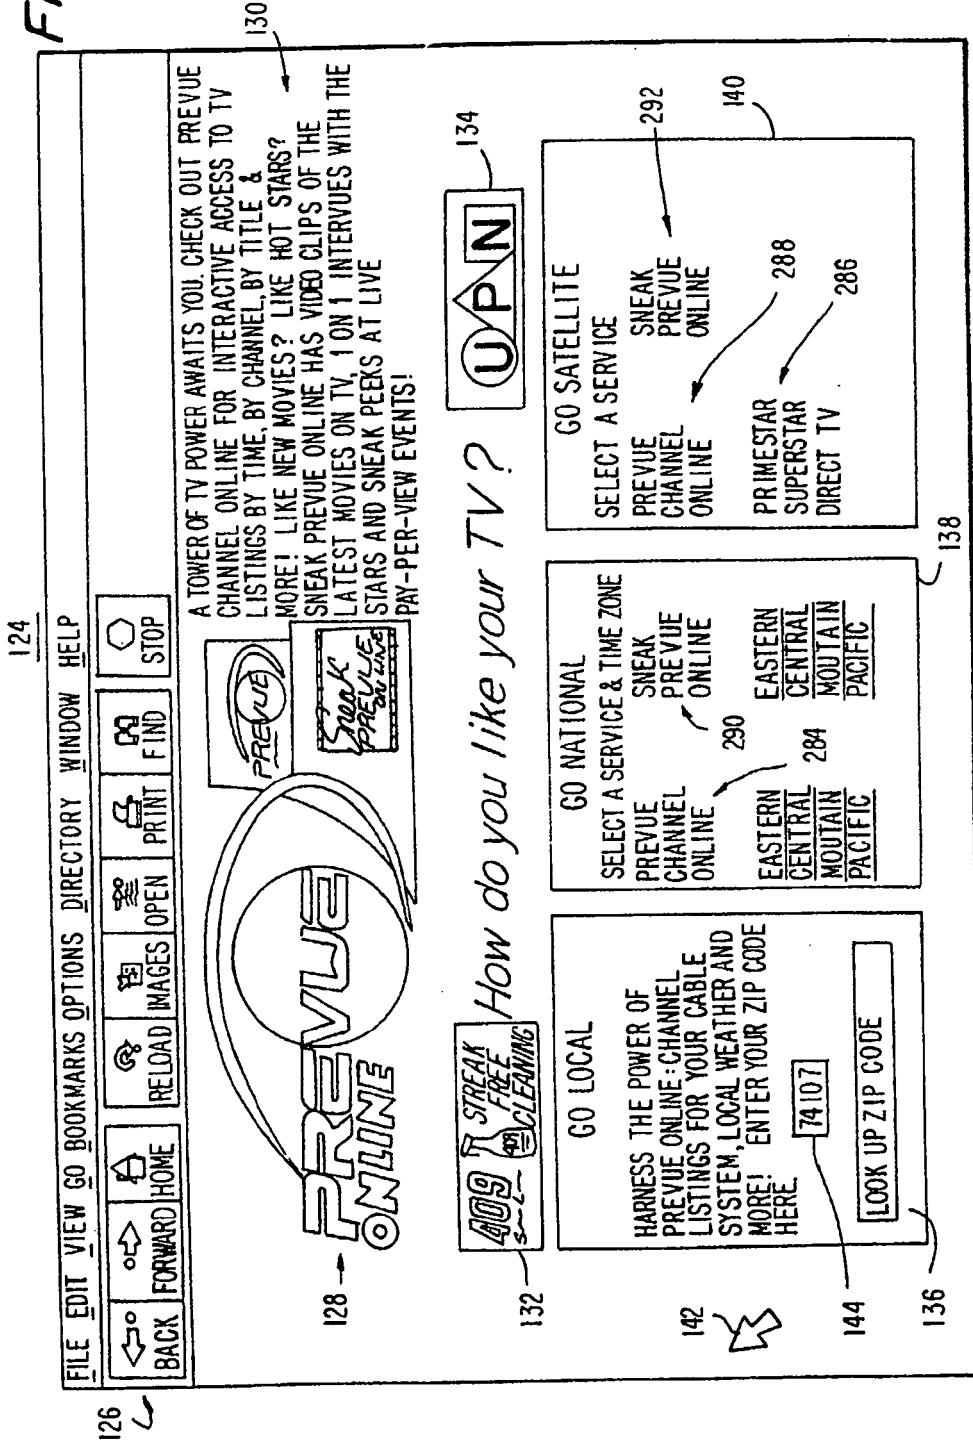 124
126
FILE EDIT VIEW GO BOOKMARKS OPTIONS DIRECTORY WINDOW HELP
BACK FORWARD HOME RELOAD IMAGES OPEN PRINT FIND STOP
128
PREVUE
ONLINE
PREVUE
Sneak
PREVUE
ON LINE
A TOWER OF TV POWER AWAITS YOU. CHECK OUT PREVUE
CHANNEL ONLINE FOR INTERACTIVE ACCESS TO TV
LISTINGS BY TIME, BY CHANNEL, BY TITLE &
MORE! LIKE NEW MOVIES? LIKE HOT STARS?
SNEAK PREVUE ONLINE HAS VIDEO CLIPS OF THE
LATEST MOVIES ON TV, 1 ON 1 INTERVUES WITH THE
STARS AND SNEAK PEEKS AT LIVE
PAY-PER-VIEW EVENTS!
130
132
409
STREAK
FREE
CLEANING
409
How do you like your TV?
UPN
134
142
144
136
GO LOCAL
HARNESS THE POWER OF
PREVUE ONLINE: CHANNEL
LISTINGS FOR YOUR CABLE
SYSTEM, LOCAL WEATHER AND
MORE! ENTER YOUR ZIP CODE
HERE.
74107
LOOK UP ZIP CODE
GO NATIONAL
SELECT A SERVICE & TIME ZONE
PREVUE
CHANNEL
ONLINE
284
EASTERN
CENTRAL
MOUTAIN
PACIFIC
SNEAK
PREVUE
ONLINE
290
EASTERN
CENTRAL
MOUTAIN
PACIFIC
138
GO SATELLITE
SELECT A SERVICE
PREVUE
CHANNEL
ONLINE
288
SNEAK
PREVUE
ONLINE
292
PRIMESTAR
SUPERSTAR
DIRECT TV
286
140